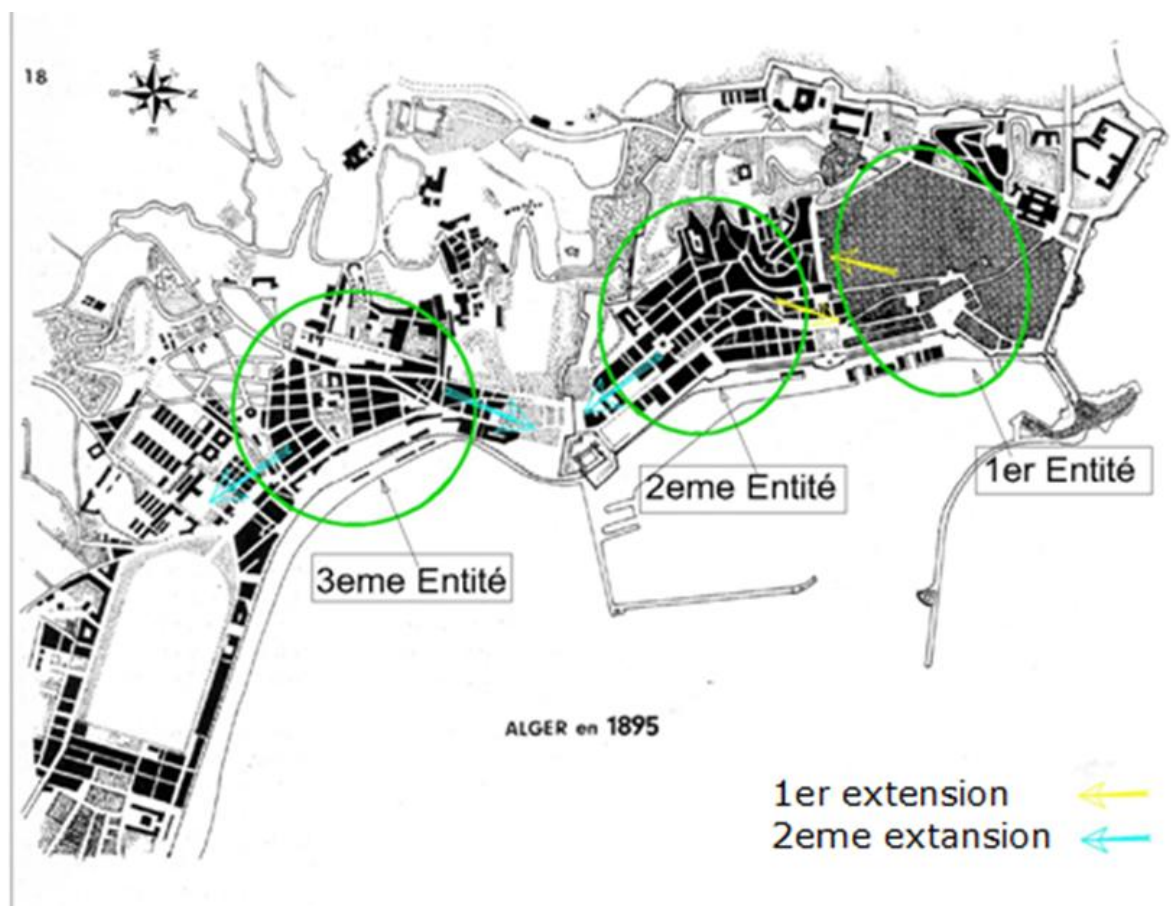 18
W
S
N
E
1er Entité
2eme Entité
3eme Entité
ALGER en 1895
1er extension
2eme extansion